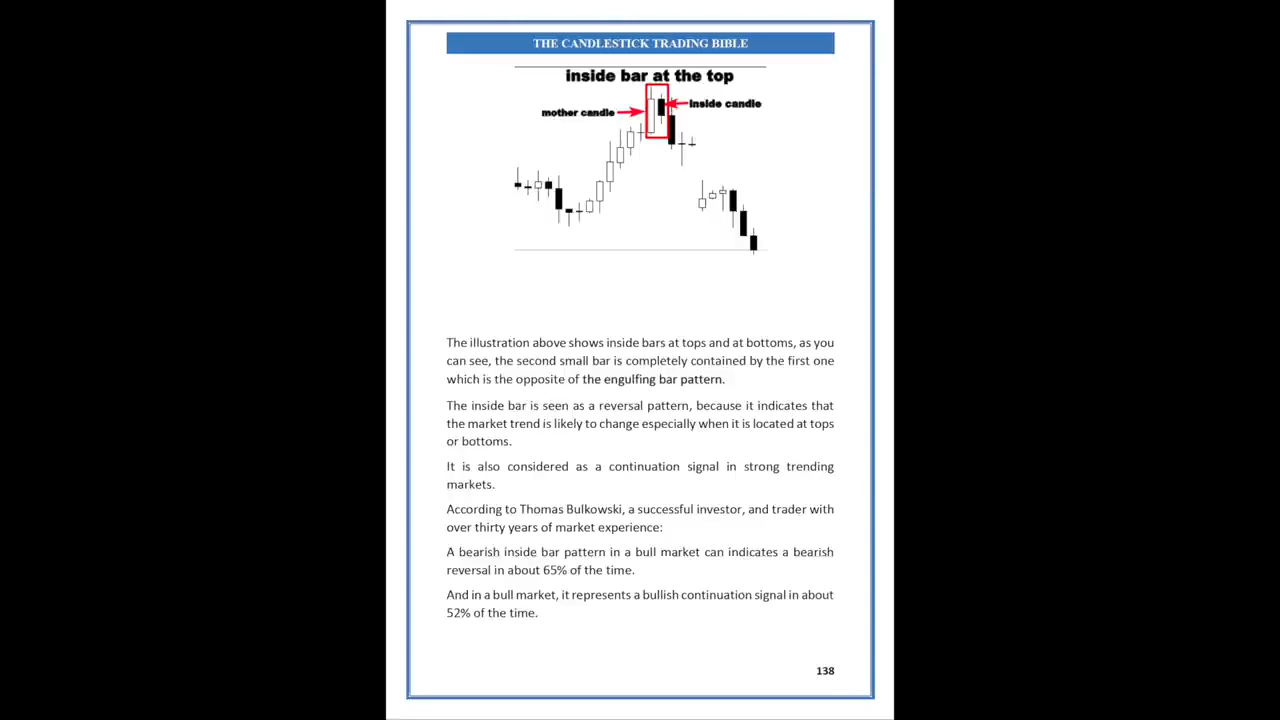 THE CANDLESTICK TRADING BIBLE
inside bar at the top
inside candle
mother candle
The illustration above shows inside bars at tops and at bottoms, as you
can see, the second small bar is completely contained by the first one
which is the opposite of the engulfing bar pattern.
The inside bar is seen as a reversal pattern, because it indicates that
the market trend is likely to change especially when it is located at tops
or bottoms.
It is also considered as a continuation signal in strong trending
markets.
According to Thomas Bulkowski, a successful investor, and trader with
over thirty years of market experience:
A bearish inside bar pattern in a bull market can indicates a bearish
reversal in about 65% of the time.
And in a bull market, it represents a bullish continuation signal in about
52% of the time.
138